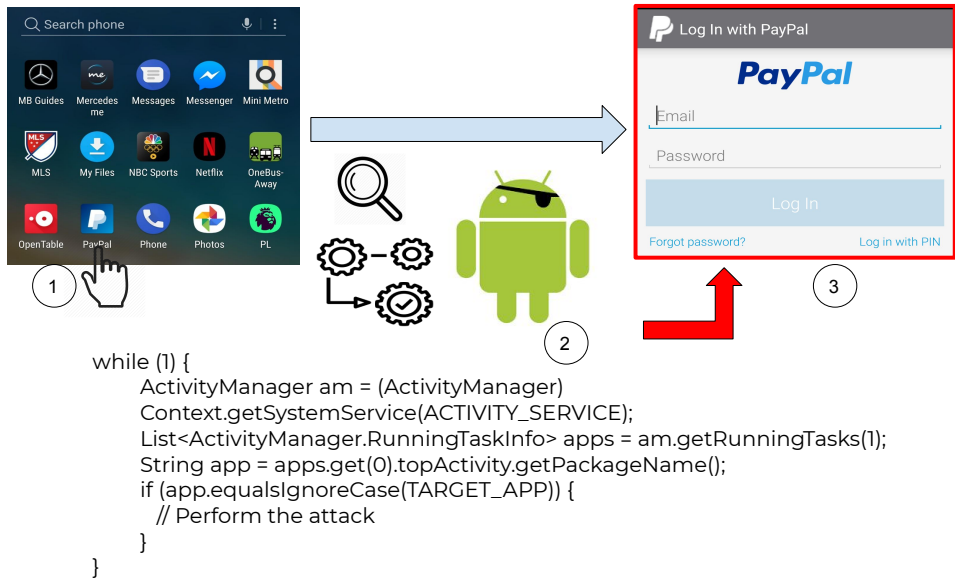 Search phone
MB Guides
Mercedes
me
Messages
Messenger
Mini Metro
me
MLS
MLS
My Files
NBC Sports
N
Netflix
OneBus-
Away
OpenTable
PayPal
Phone
Photos
PL
1
2
Log In with PayPal
PayPal
Email
Password
Log In
Forgot password?
Log in with PIN
3
while (1) {
ActivityManager am = (ActivityManager)
Context.getSystemService(ACTIVITY_SERVICE);
List<ActivityManager.RunningTaskInfo> apps = am.getRunningTasks(1);
String app = apps.get(0).topActivity.getPackageName();
if (app.equalsIgnoreCase(TARGET_APP)) {
// Perform the attack
}
}